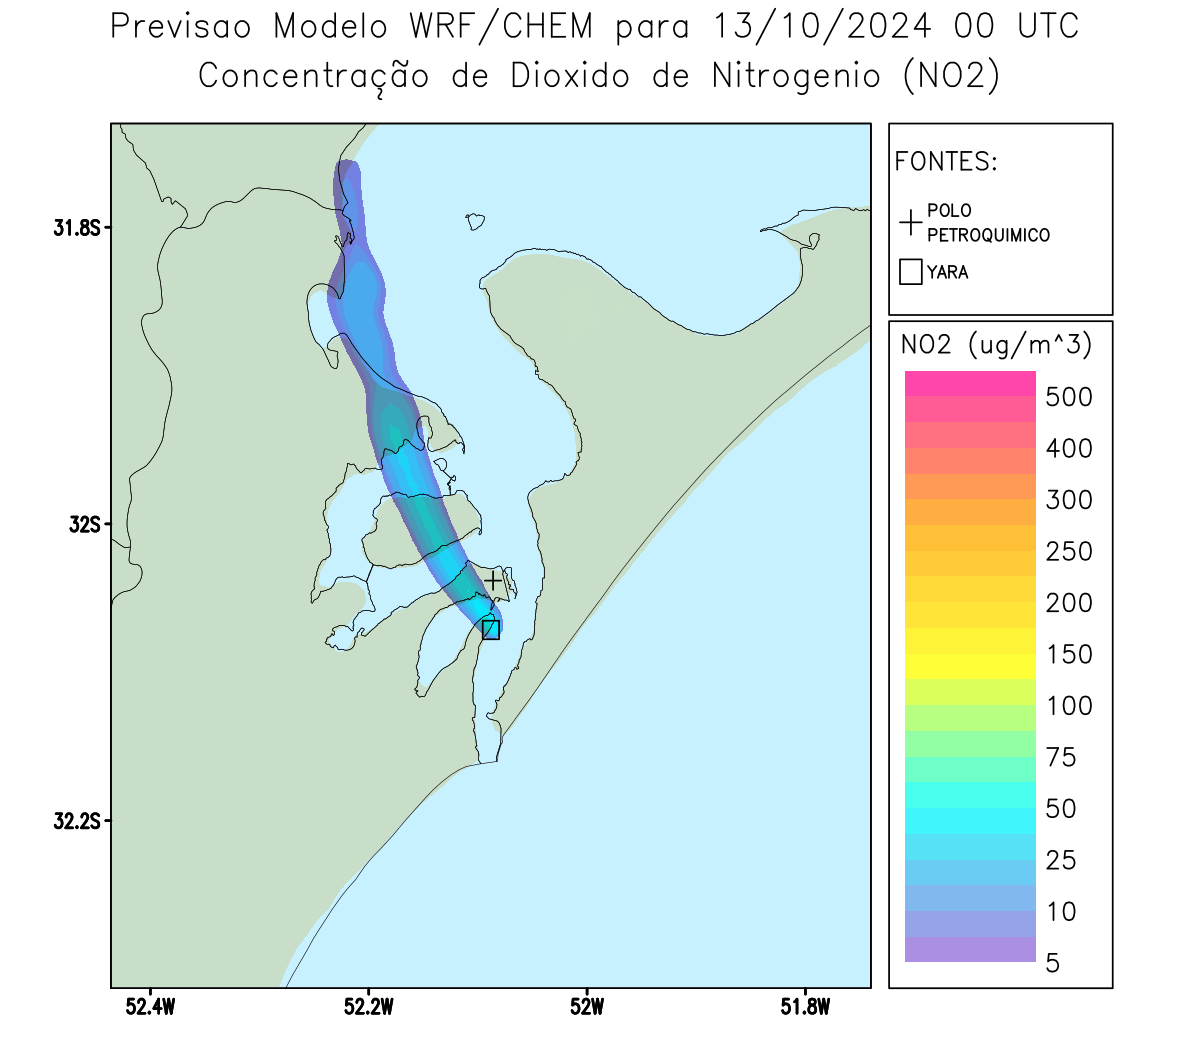 Previsao Modelo WRF/CHEM para 13/10/2024 00 UTC
Concentração de Dioxido de Nitrogenio (NO2)
FONTES:
POLO
PETROQUIMICO
YARA
31.8S
32S
32.2S
52.4W
52.2W
52W
51.8W
NO2 (ug/m^3)
500
400
300
250
200
150
100
75
50
25
10
5